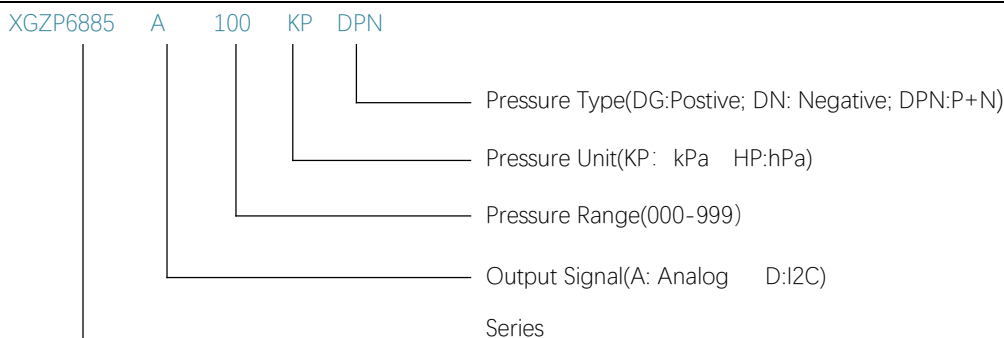 XGZP6885 A 100 KP DPN
Pressure Type(DG:Postive; DN: Negative; DPN:P+N)
Pressure Unit(KP： kPa HP:hPa)
Pressure Range(000-999）
Output Signal(A: Analog D:I2C)
Series